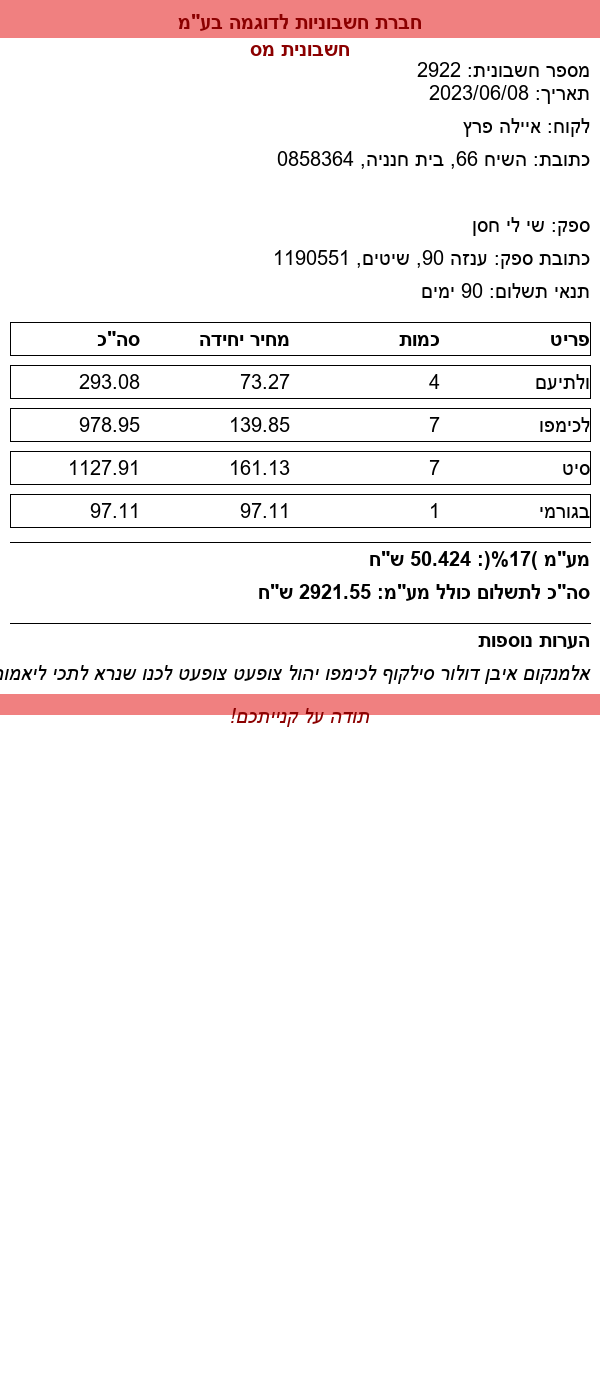 חברת חשבוניות לדוגמה בע"מ
חשבונית מס
מספר חשבונית: 2922
תאריך: 2023/06/08
לקוח: איילה פרץ
כתובת: השיח 66, בית חנניה, 0858364
ספק: שי לי חסן
כתובת ספק: ענזה 90, שיטים, 1190551
תנאי תשלום: 90 ימים
פריט כמות מחיר יחידה סה"כ
ולתיעם 4 73.27 293.08
לכימפו 7 139.85 978.95
סיט 7 161.13 1127.91
בגורמי 1 97.11 97.11
מע"מ )17%(: 50.424 ש"ח
סה"כ לתשלום כולל מע"מ: 2921.55 ש"ח
הערות נוספות
אלמנקום איבן דולור סילקוף לכימפו יהול צופעט צופעט לכנו שנרא לתכי
תודה על קנייתכם!